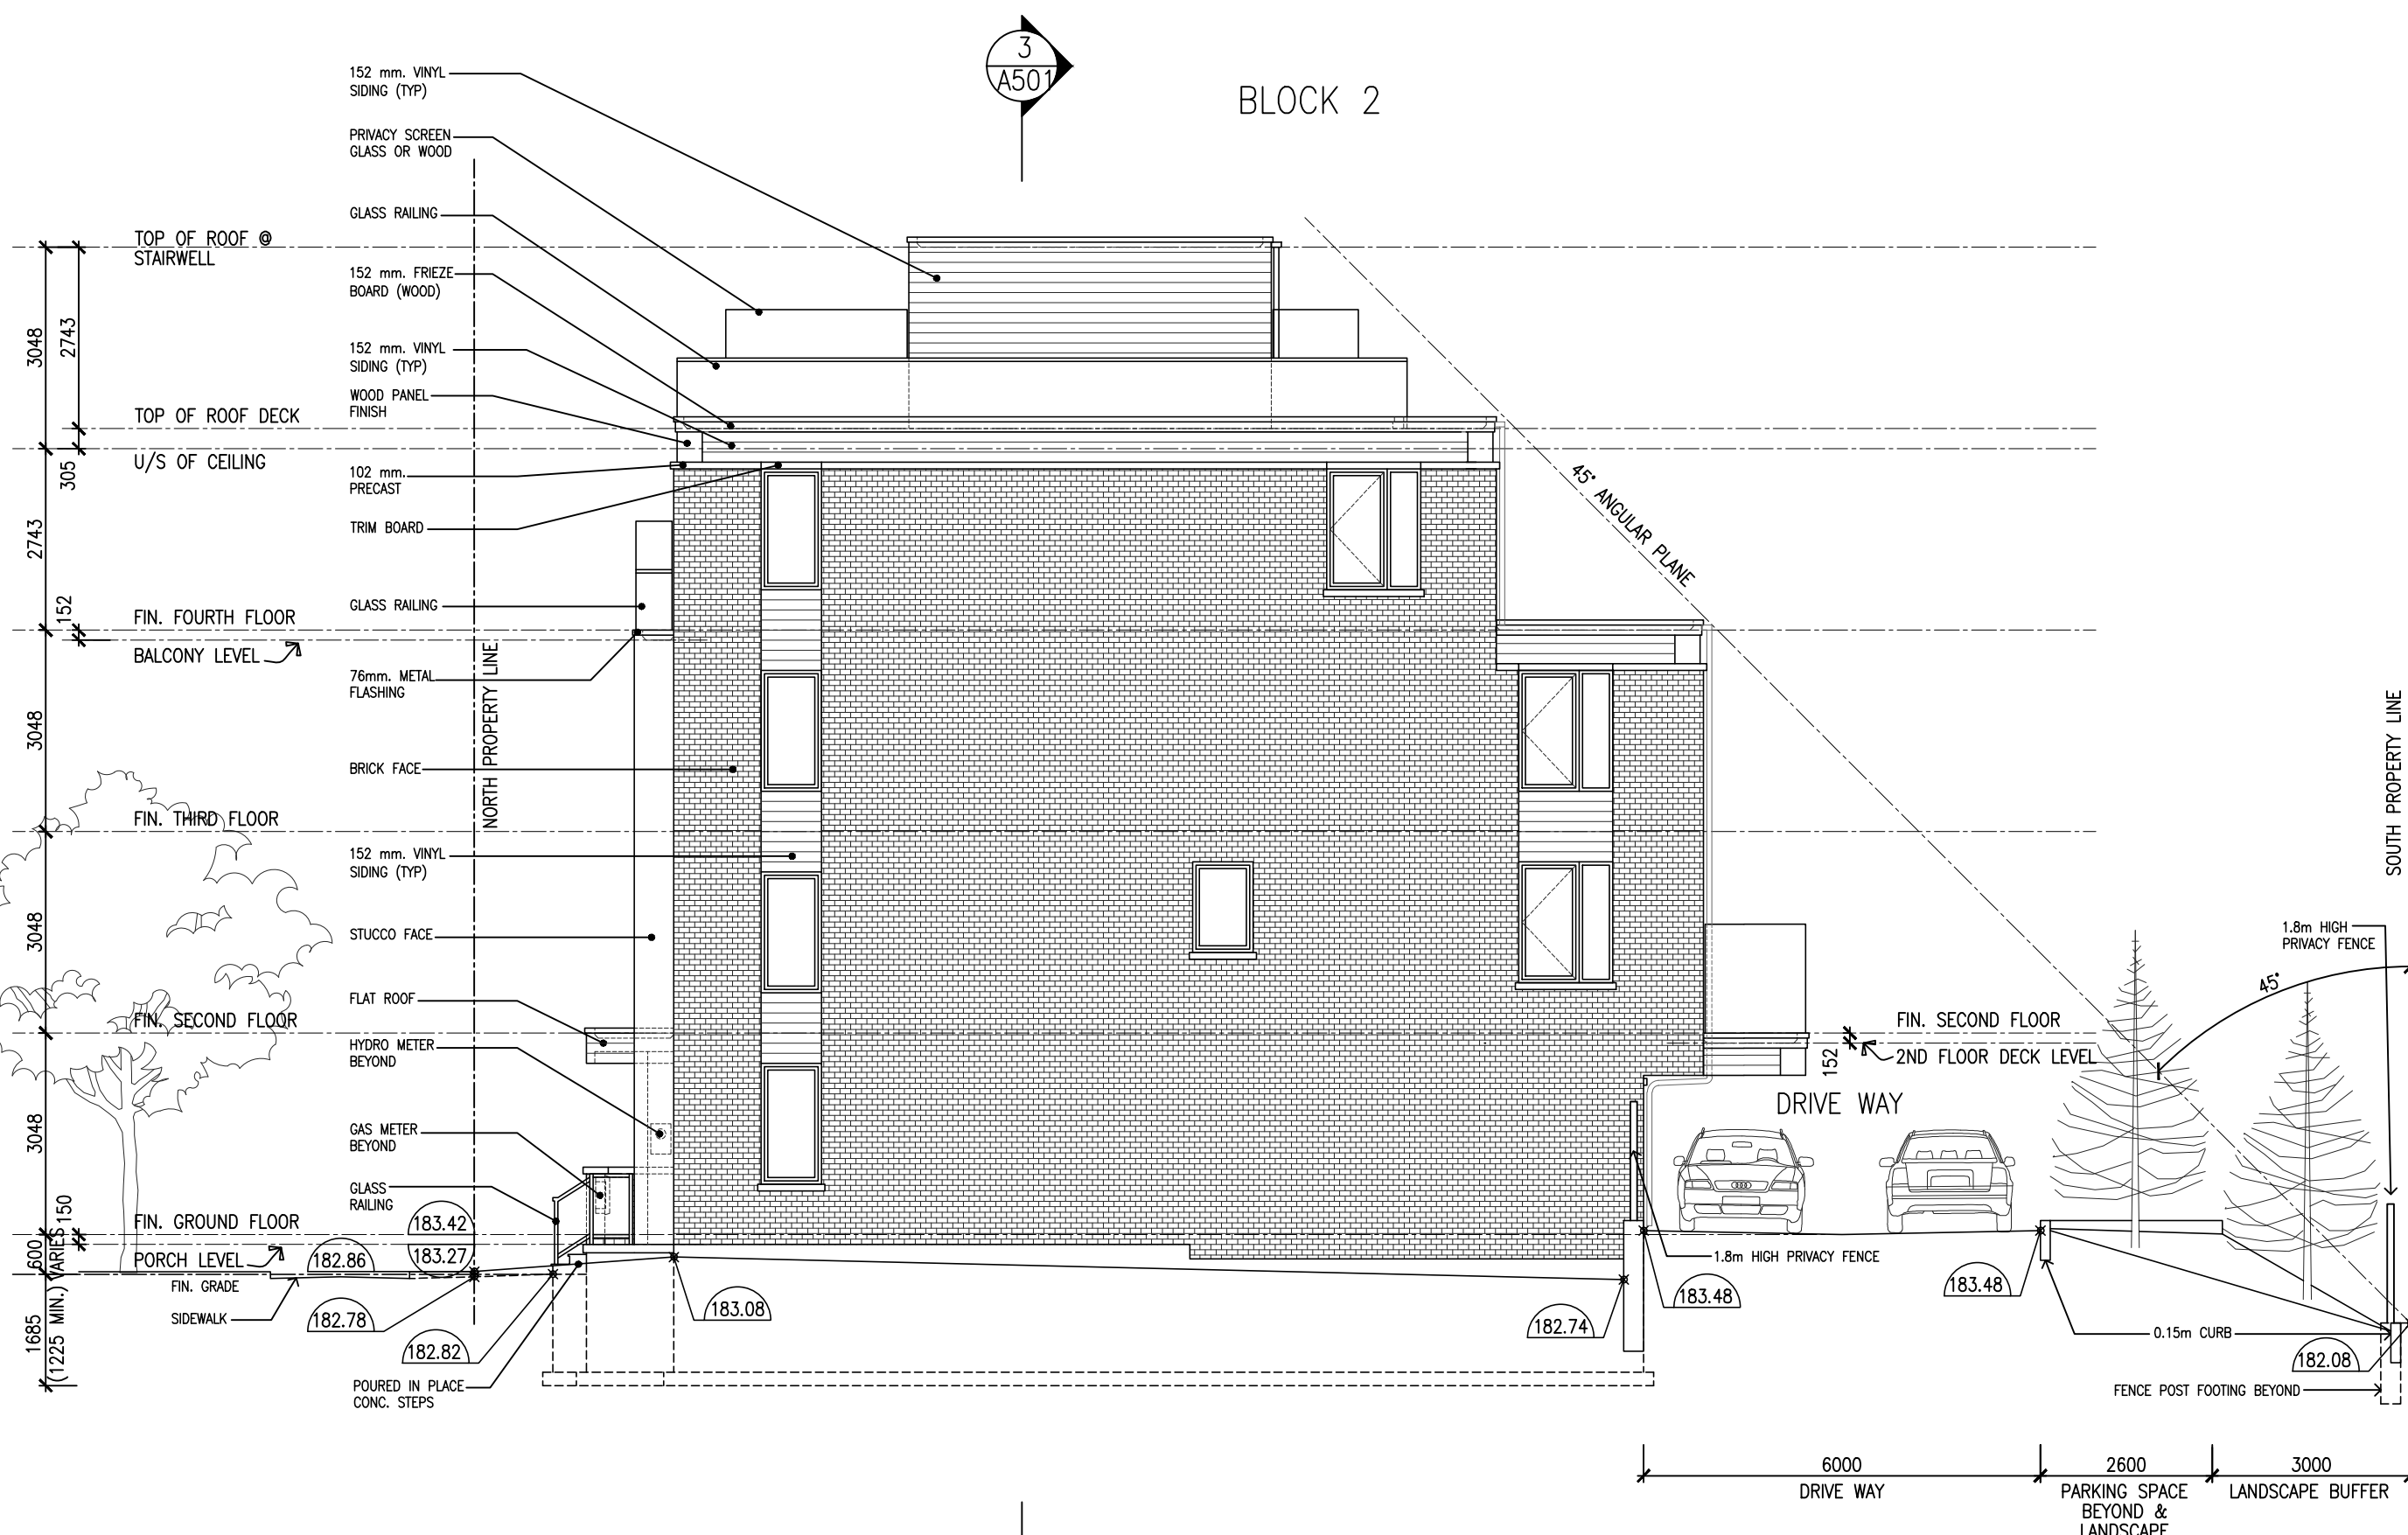 3
A501
BLOCK 2
152 mm. VINYL
SIDING (TYP)
PRIVACY SCREEN
GLASS OR WOOD
GLASS RAILING
TOP OF ROOF @
STAIRWELL
152 mm. FRIEZE
BOARD (WOOD)
3048
2743
152 mm. VINYL
SIDING (TYP)
WOOD PANEL
FINISH
TOP OF ROOF DECK
U/S OF CEILING
305
102 mm.
PRECAST
45° ANGULAR PLANE
TRIM BOARD
2743
152
GLASS RAILING
FIN. FOURTH FLOOR
BALCONY LEVEL
76mm. METAL
FLASHING
NORTH PROPERTY LINE
SOUTH PROPERTY LINE
3048
BRICK FACE
FIN. THIRD FLOOR
152 mm. VINYL
SIDING (TYP)
3048
STUCCO FACE
1.8m HIGH
PRIVACY FENCE
45°
FLAT ROOF
FIN. SECOND FLOOR
FIN. SECOND FLOOR
HYDRO METER
BEYOND
152
2ND FLOOR DECK LEVEL
DRIVE WAY
3048
GAS METER
BEYOND
GLASS
RAILING
150
FIN. GROUND FLOOR
183.42
PORCH LEVEL
183.27
182.86
600
VARIES
1.8m HIGH PRIVACY FENCE
FIN. GRADE
SIDEWALK
182.78
183.08
183.48
183.48
182.74
182.82
1685
(1225 MIN.)
0.15m CURB
182.08
POURED IN PLACE
CONC. STEPS
FENCE POST FOOTING BEYOND
6000
2600
3000
DRIVE WAY
PARKING SPACE
BEYOND &
LANDSCAPE
LANDSCAPE BUFFER